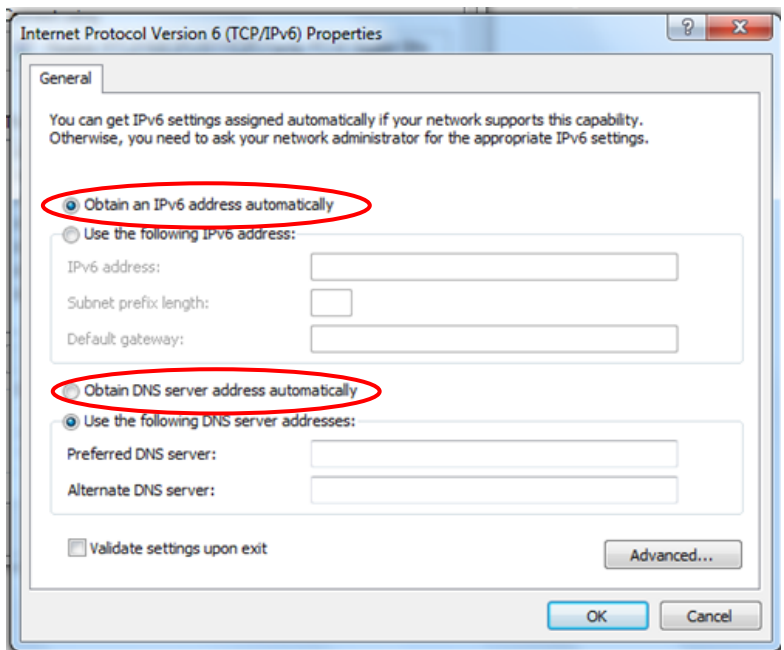 Internet Protocol Version 6 (TCP/IPv6) Properties
General
You can get IPv6 settings assigned automatically if your network supports this capability.
Otherwise, you need to ask your network administrator for the appropriate IPv6 settings.
Obtain an IPv6 address automatically
Use the following IPv6 address:
IPv6 address:
Subnet prefix length:
Default gateway:
Obtain DNS server address automatically
Use the following DNS server addresses:
Preferred DNS server:
Alternate DNS server:
Validate settings upon exit
Advanced...
OK
Cancel